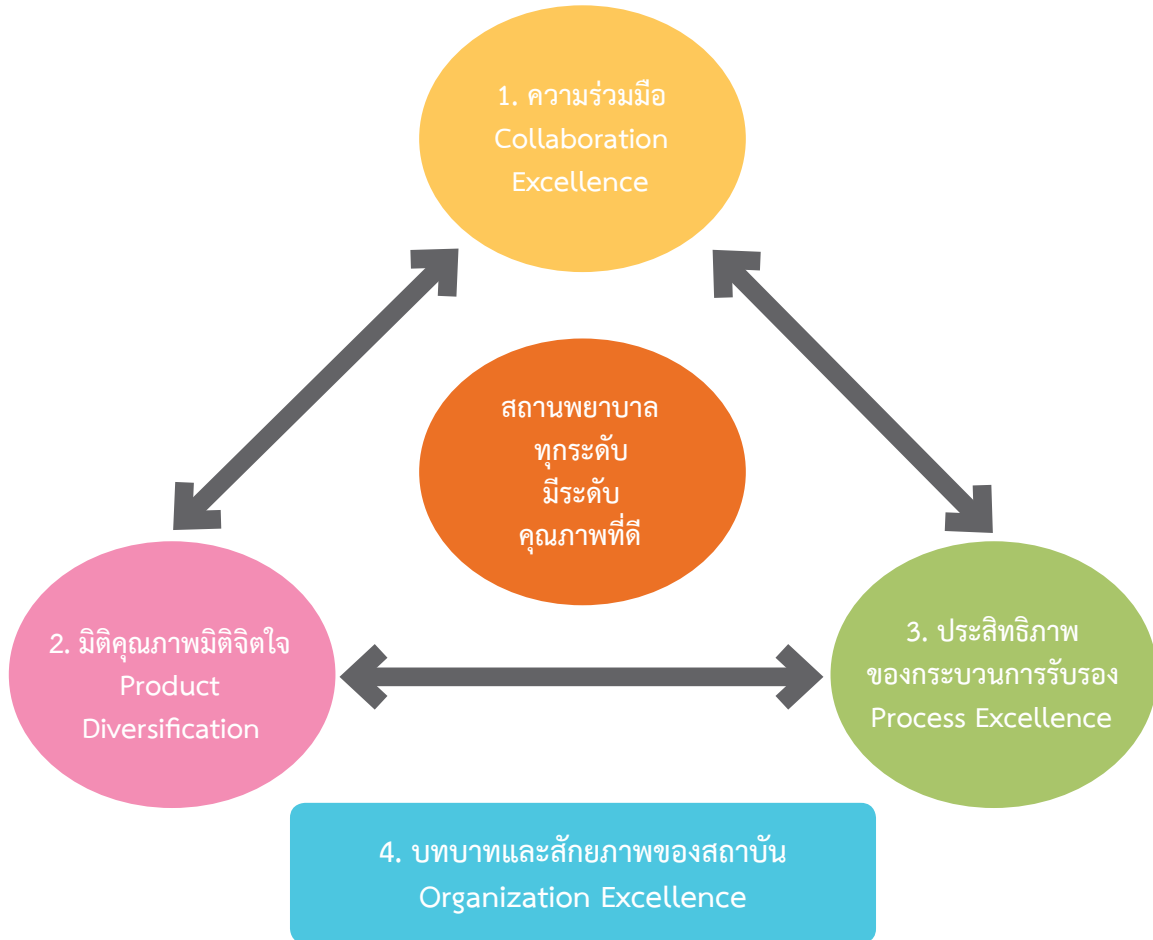 1. ความร่วมมือ
Collaboration
Excellence
สถานพยาบาล
ทุกระดับ
มีระดับ
คุณภาพที่ดี
2. มิติคุณภาพมิติจิตใจ
Product
Diversification
3. ประสิทธิภาพ
ของกระบวนการรับรอง
Process Excellence
4. บทบาทและสักยภาพของสถาบัน
Organization Excellence